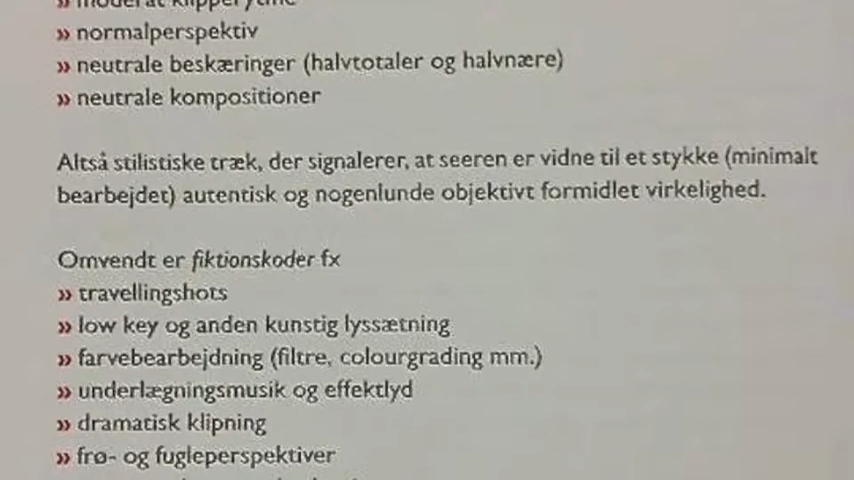 » moderat klipperytme
» normalperspektiv
» neutrale beskæringer (halvtotaler og halvnære)
» neutrale kompositioner
Altså stilistiske træk, der signalerer, at seeren er vidne til et stykke (minimalt
bearbejdet) autentisk og nogenlunde objektivt formidlet virkelighed.
Omvendt er fiktionskoder fx
» travellingshots
» low key og anden kunstig lyssætning
» farvebearbejdning (filtre, colourgrading mm.)
» underlægningsmusik og effektlyd
» dramatisk klipning
» frø- og fugleperspektiver